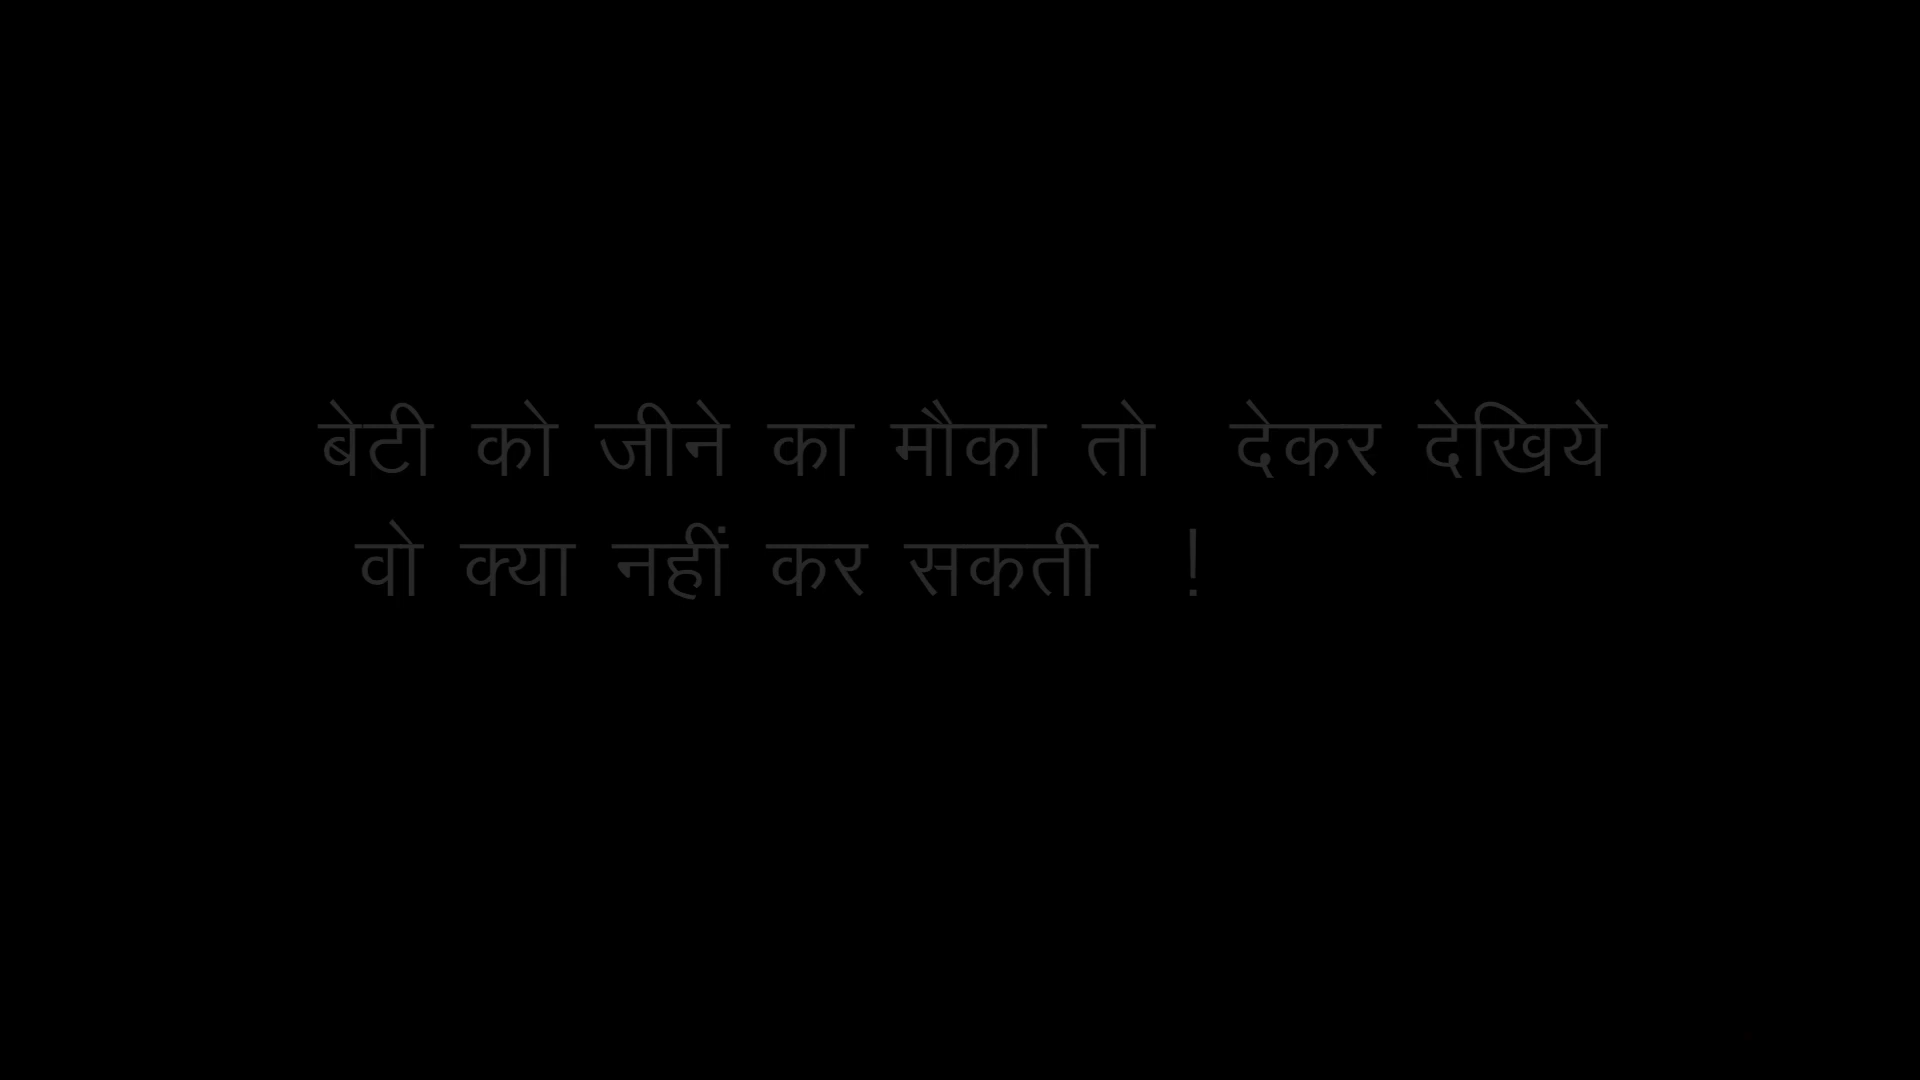 बेटी को जीने का मौका तो देकर देखिये
वो क्या नहीं कर सकती !